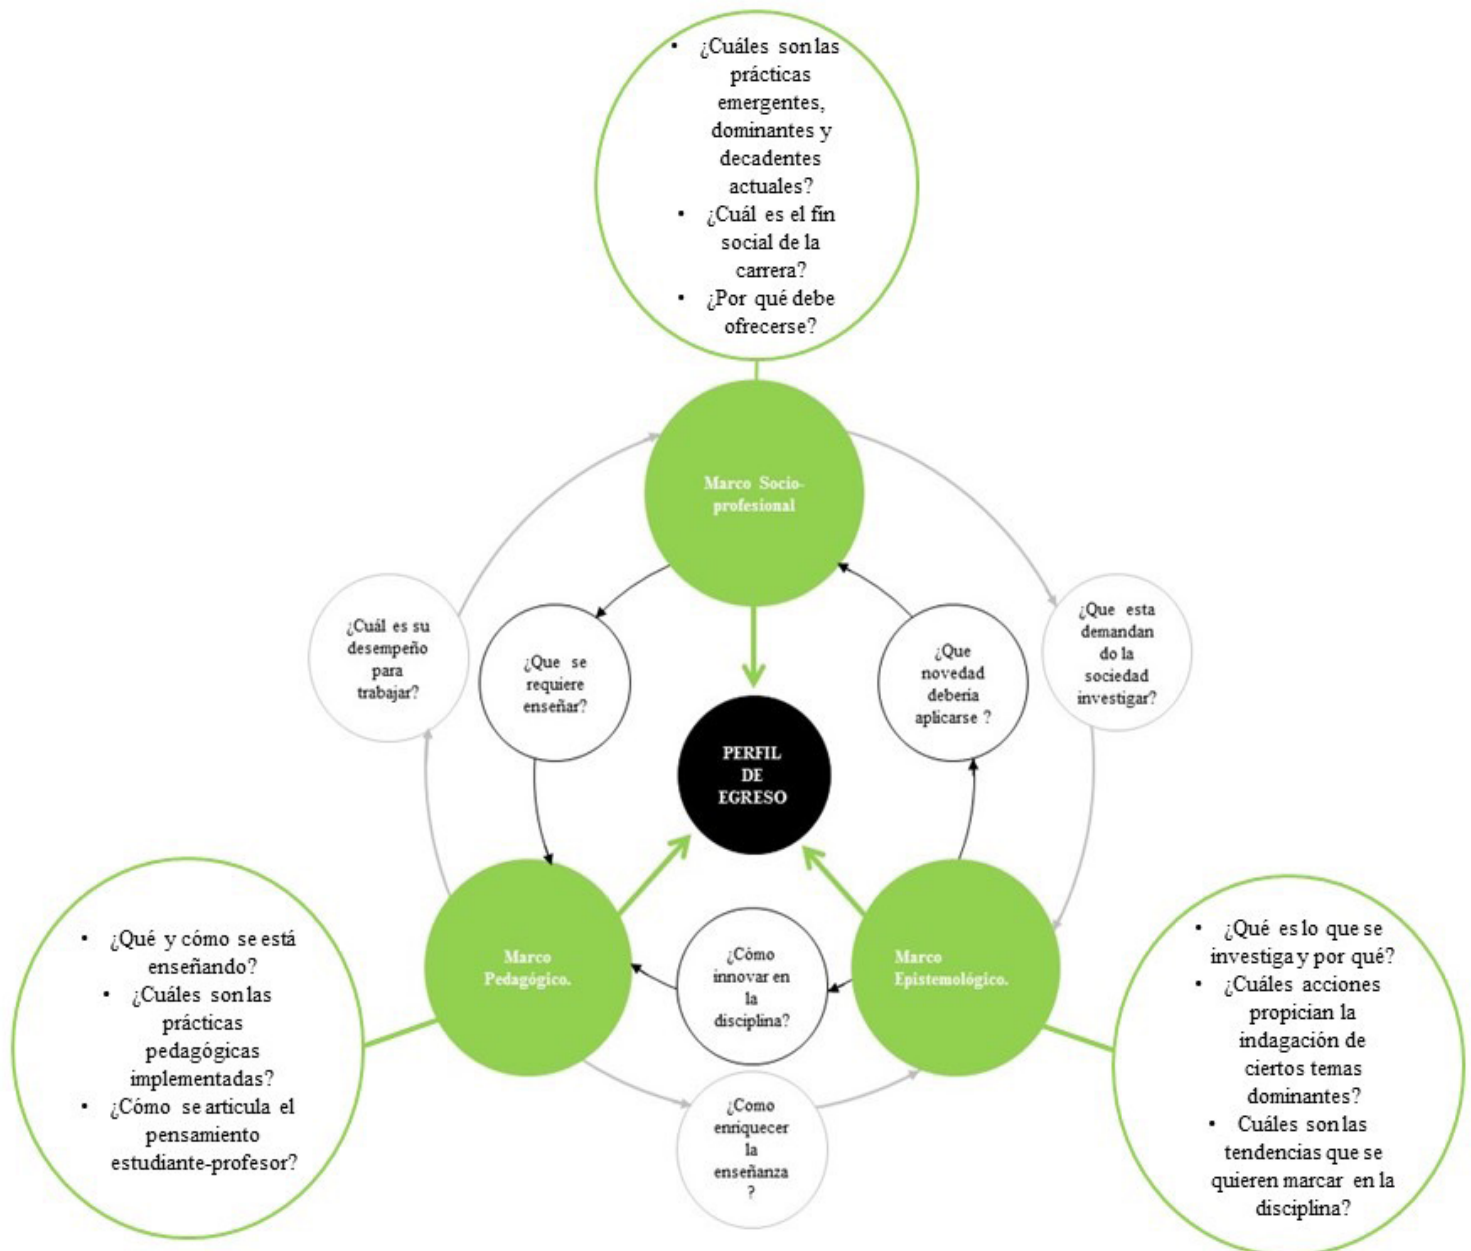 • ¿Cuáles son las
prácticas
emergentes,
dominantes y
decadentes
actuales?
• ¿Cuál es el fin
social de la
carrera?
• ¿Por qué debe
ofrecerse?
Marco Socio-
profesional
¿Cuál es su
desempeño
para
trabajar?
¿Que se
requiere
enseñar?
¿Que
novedad
debería
aplicarse ?
¿Que esta
demandan
do la
sociedad
investigar?
PERFIL
DE
EGRESO
• ¿Qué y cómo se está
enseñando?
• ¿Cuáles son las
prácticas
pedagógicas
implementadas?
• ¿Cómo se articula el
pensamiento
estudiante-profesor?
Marco
Pedagógico.
¿Cómo
innovar en
la
disciplina?
Marco
Epistemológico.
• ¿Qué es lo que se
investiga y por qué?
• ¿Cuáles acciones
propician la
indagación de
ciertos temas
dominantes?
• Cuáles son las
tendencias que se
quieren marcar en la
disciplina?
¿Como
enriquecer
la
enseñanza
?